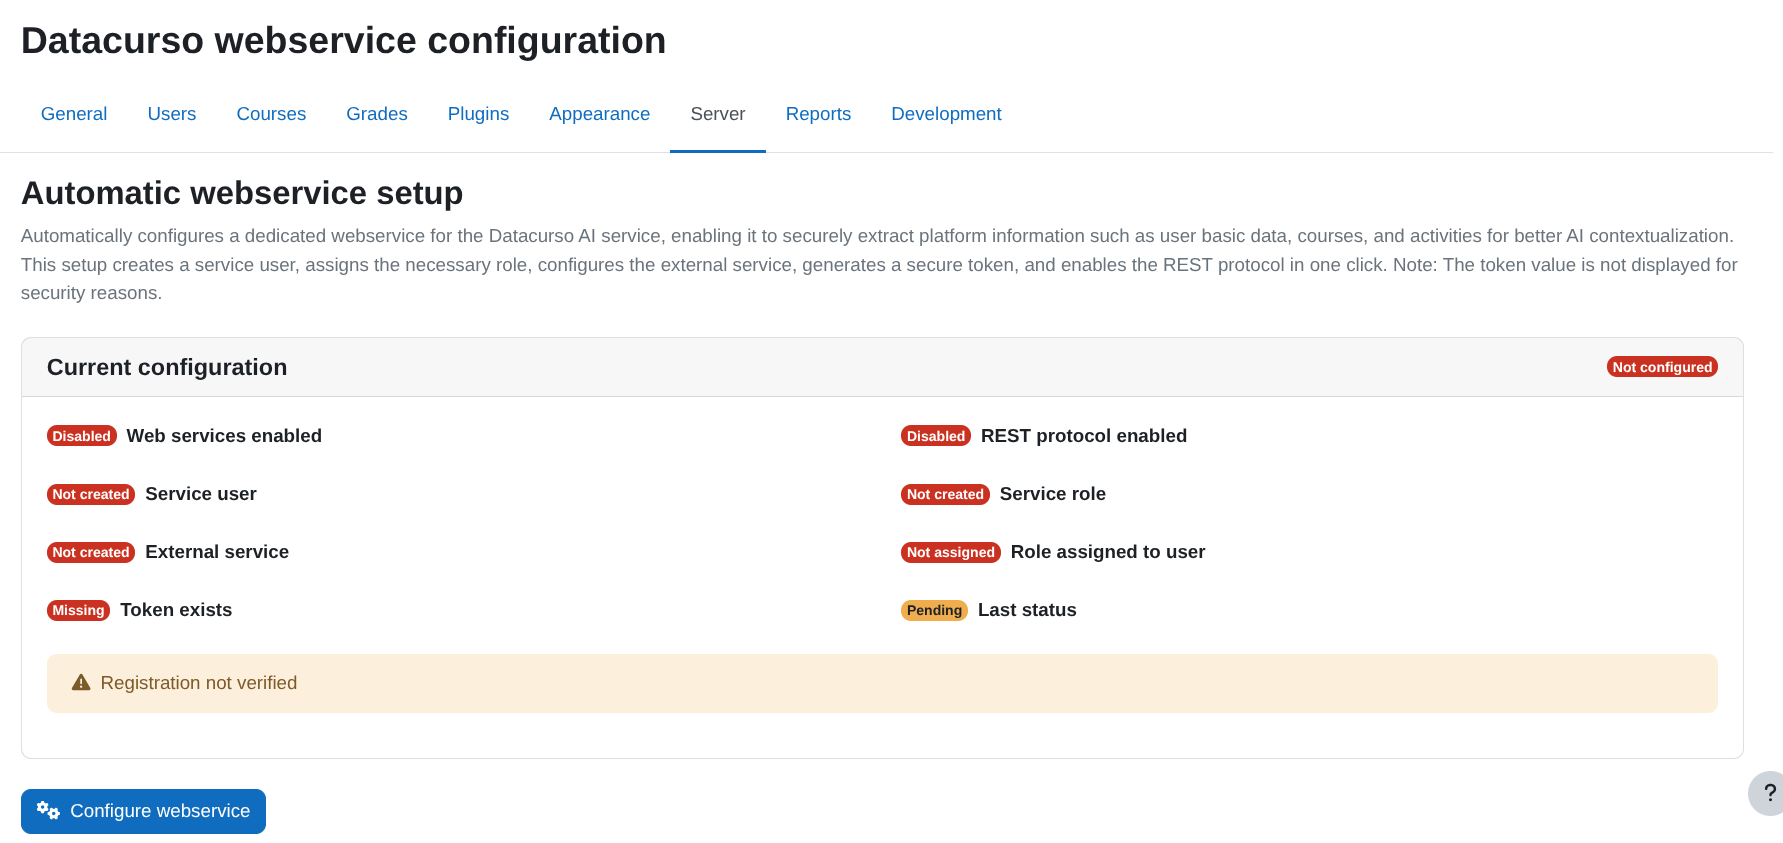 Datacurso webservice configuration
General Users Courses Grades Plugins Appearance Server Reports Development
Automatic webservice setup
Automatically configures a dedicated webservice for the Datacurso AI service, enabling it to securely extract platform information such as user basic data, courses, and activities for better AI contextualization.
This setup creates a service user, assigns the necessary role, configures the external service, generates a secure token, and enables the REST protocol in one click. Note: The token value is not displayed for
security reasons.
Current configuration Not configured
Disabled Web services enabled Disabled REST protocol enabled
Not created Service user Not created Service role
Not created External service Not assigned Role assigned to user
Missing Token exists Pending Last status
Registration not verified
Configure webservice
?